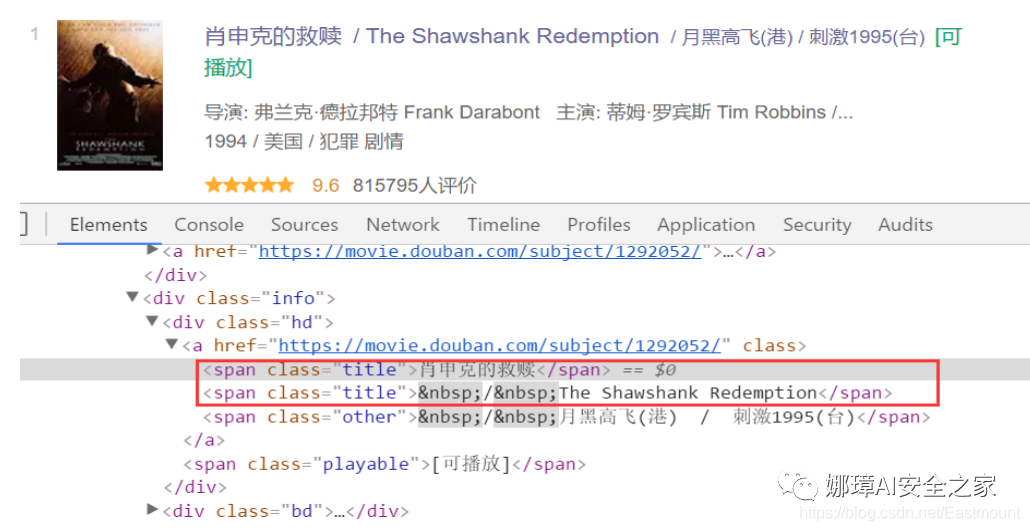 1
肖申克的救赎 / The Shawshank Redemption / 月黑高飞(港) / 刺激1995(台) [可
播放]
导演: 弗兰克·德拉邦特 Frank Darabont 主演: 蒂姆·罗宾斯 Tim Robbins /...
1994 / 美国 / 犯罪 剧情
SHAWSHANK
REDEMPTION
9.6 815795人评价
Elements Console Sources Network Timeline Profiles Application Security Audits
▶<a href="https://movie.douban.com/subject/1292052/">…</a>
</div>
▼<div class="info">
▼<div class="hd">
▼<a href="https://movie.douban.com/subject/1292052/" class>
<span class="title">肖申克的救赎</span> == $0
<span class="title">&nbsp;/&nbsp;The Shawshank Redemption</span>
<span class="other">&nbsp;/&nbsp;月黑高飞(港) / 刺激1995(台)</span>
</a>
<span class="playable">[可播放]</span>
</div>
▶<div class="bd">…</div>
娜璋AI安全之家
https://blog.csdn.net/Eastmount